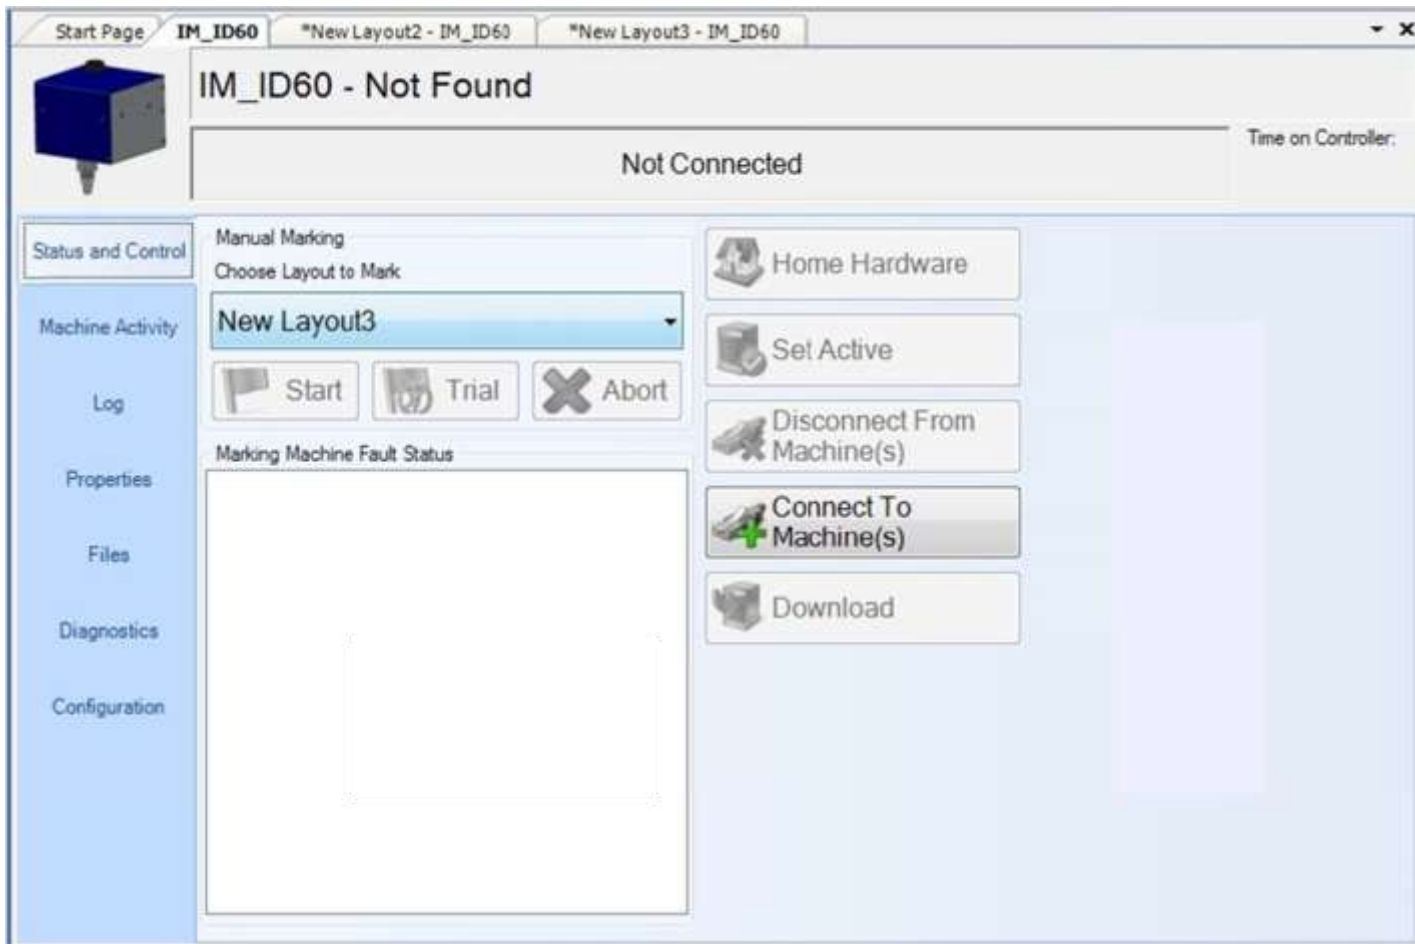 Start Page
IM_ID60
*New Layout2 - IM_ID60
*New Layout3 - IM_ID60
IM_ID60 - Not Found
Not Connected
Time on Controller:
Status and Control
Machine Activity
Log
Properties
Files
Diagnostics
Configuration
Manual Marking
Choose Layout to Mark
New Layout3
Start
Trial
Abort
Marking Machine Fault Status
Home Hardware
Set Active
Disconnect From
Machine(s)
Connect To
Machine(s)
Download